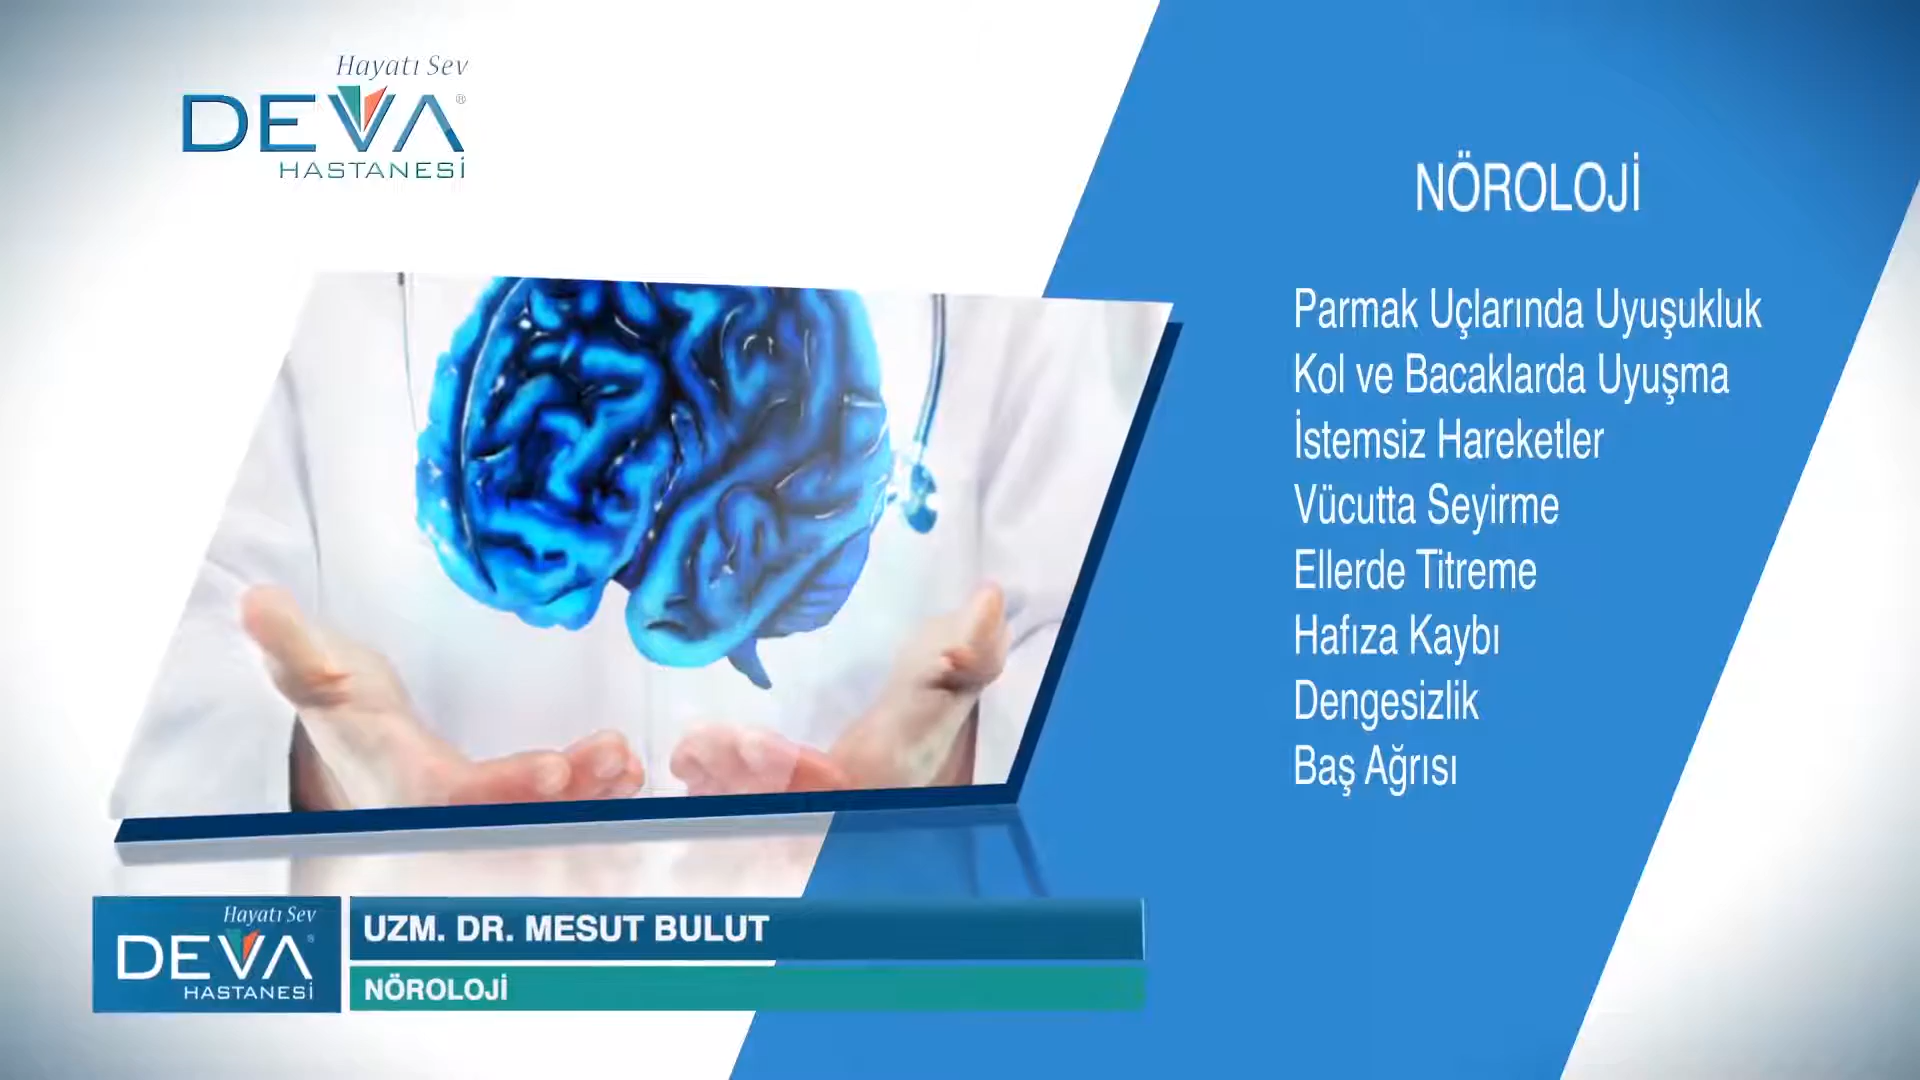 Hayatı Sev
DEVA®
HASTANESİ
NÖROLOJİ
Parmak Uçlarında Uyuşukluk
Kol ve Bacaklarda Uyuşma
İstemsiz Hareketler
Vücutta Seyirme
Ellerde Titreme
Hafıza Kaybı
Dengesizlik
Baş Ağrısı
Hayatı Sev
DEVA®
HASTANESİ
UZM. DR. MESUT BULUT
NÖROLOJİ